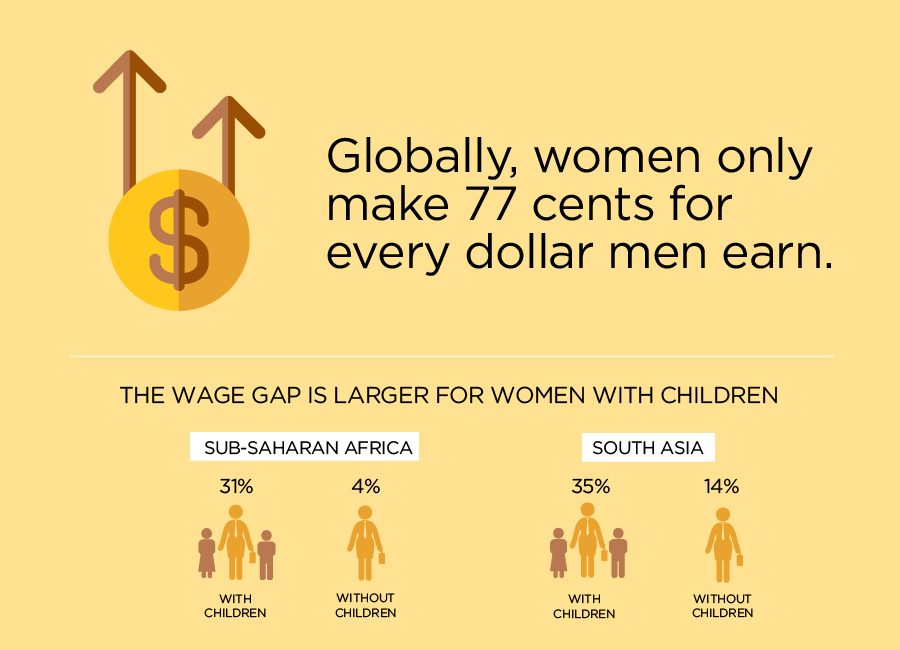 $
Globally, women only
make 77 cents for
every dollar men earn.
THE WAGE GAP IS LARGER FOR WOMEN WITH CHILDREN
SUB-SAHARAN AFRICA
31%
4%
WITH
CHILDREN
WITHOUT
CHILDREN
SOUTH ASIA
35%
14%
WITH
CHILDREN
WITHOUT
CHILDREN